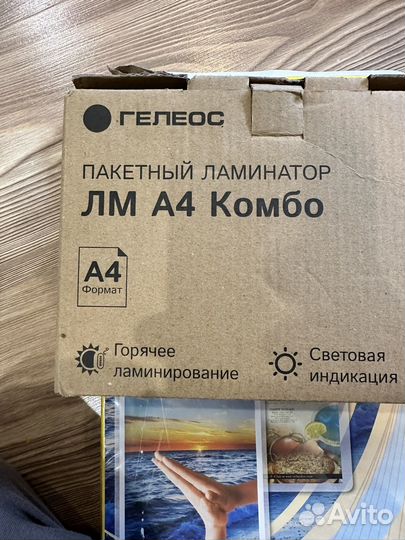 ГЕЛЕОС
ПАКЕТНЫЙ ЛАМИНАТОР
ЛМ А4 Комбо
А4
Формат
Горячее
ламинирование
Световая
индикация
Avito